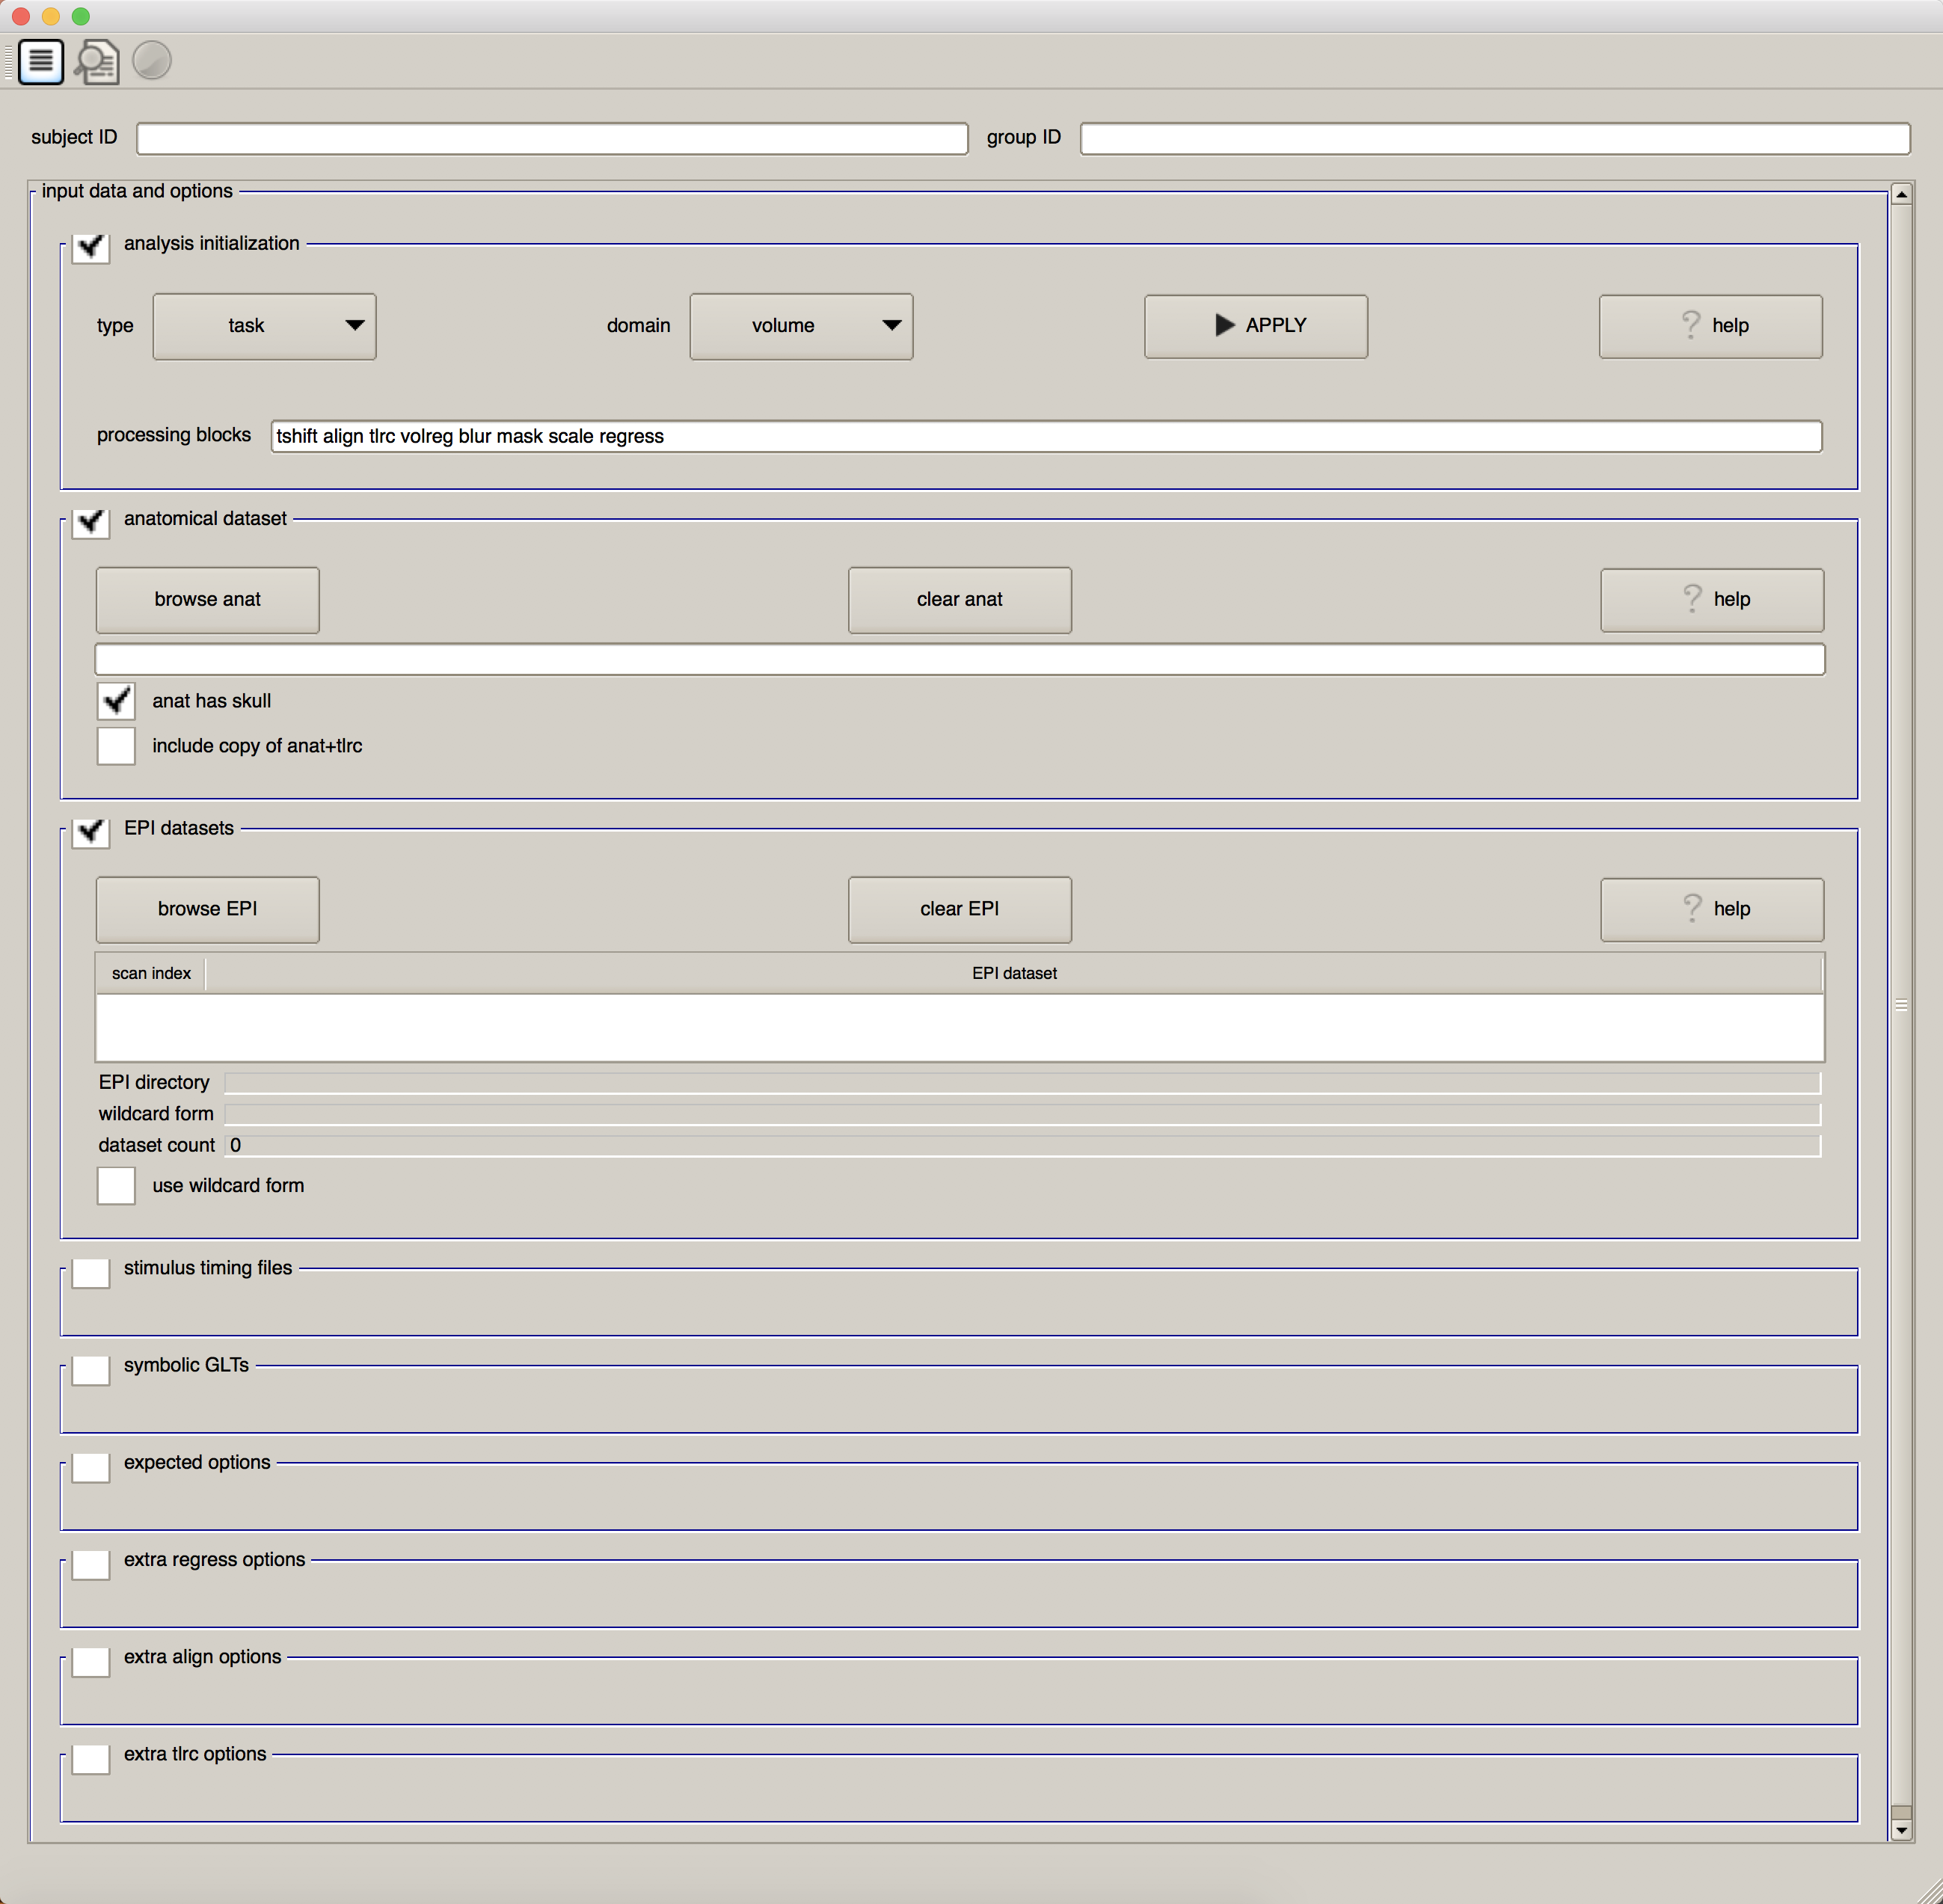 subject ID group ID
input data and options
analysis initialization
type task domain volume APPLY ? help
processing blocks tshift align tlrc volreg blur mask scale regress
anatomical dataset
browse anat clear anat ? help
anat has skull
include copy of anat+tlrc
EPI datasets
browse EPI clear EPI ? help
scan index EPI dataset
EPI directory
wildcard form
dataset count 0
use wildcard form
stimulus timing files
symbolic GLTs
expected options
extra regress options
extra align options
extra tlrc options